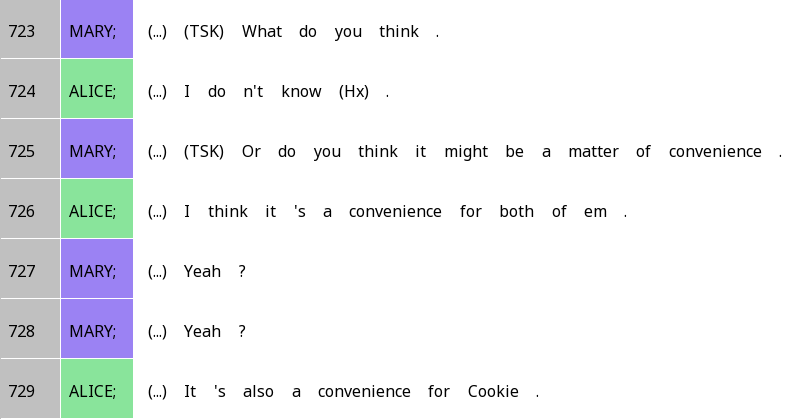 723 MARY; (...) (TSK) What do you think .
724 ALICE; (...) I do n't know (Hx) .
725 MARY; (...) (TSK) Or do you think it might be a matter of convenience .
726 ALICE; (...) I think it 's a convenience for both of em .
727 MARY; (...) Yeah ?
728 MARY; (...) Yeah ?
729 ALICE; (...) It 's also a convenience for Cookie .